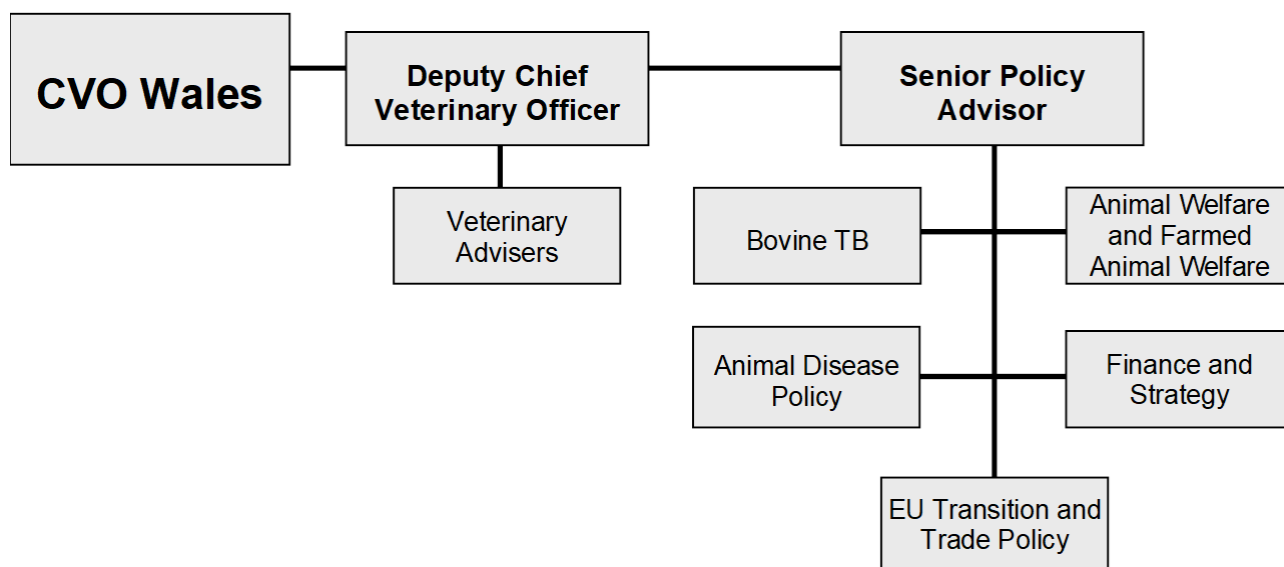 CVO Wales
Deputy Chief
Veterinary Officer
Senior Policy
Advisor
Veterinary
Advisers
Bovine TB
Animal Welfare
and Farmed
Animal Welfare
Animal Disease
Policy
Finance and
Strategy
EU Transition and
Trade Policy